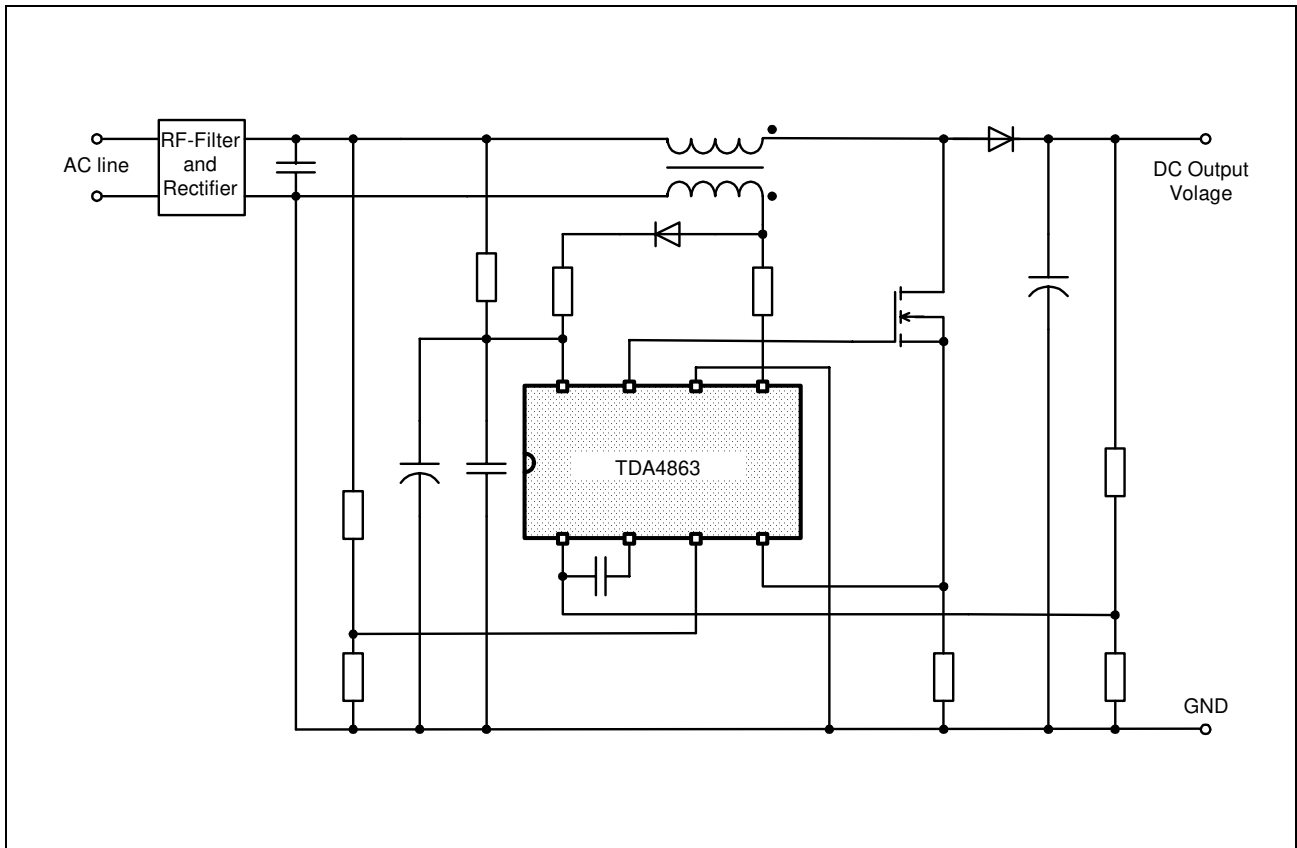 AC line
RF-Filter
and
Rectifier
DC Output
Volage
TDA4863
GND